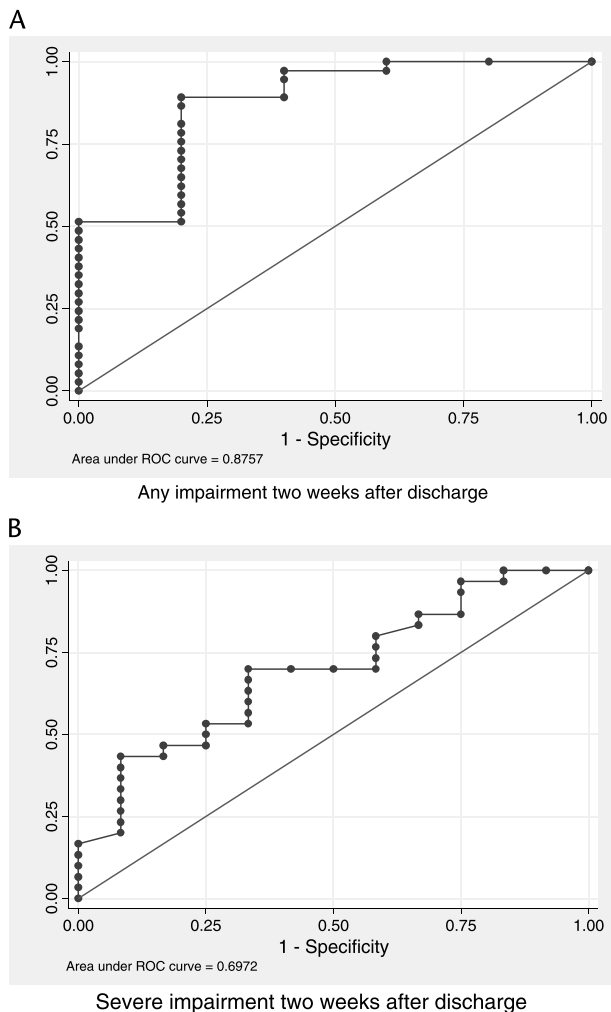 A
1.00
0.75
0.50
0.25
0.00
0.00 0.25 0.50 0.75 1.00
1 - Specificity
Area under ROC curve = 0.8757
Any impairment two weeks after discharge
B
1.00
0.75
0.50
0.25
0.00
0.00 0.25 0.50 0.75 1.00
1 - Specificity
Area under ROC curve = 0.6972
Severe impairment two weeks after discharge